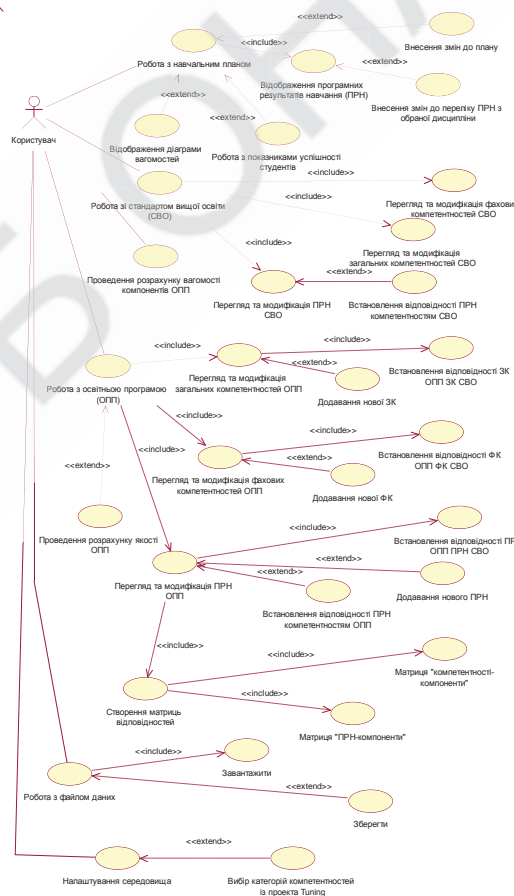 <<extend>>
Внесення змін до плану
<<include>>
Робота з навчальним планом
<<extend>>
Відображення програмних
результатів навчання (ПРН)
Внесення змін до переліку ПРН з
обраної дисципліни
<<extend>>
<<extend>>
Користувач
Відображення діаграми
вагомостей
Робота з показниками успішності
студентів
<<include>>
Робота зі стандартом вищої освіти
(СВО)
Перегляд та модифікація фахови
компетентностей СВО
<<include>>
<<include>>
Перегляд та модифікація
загальних компетентностей СВО
Проведення розрахунку вагомості
компонентів ОПП
<<extend>>
Перегляд та модифікація ПРН
СВО
Встановлення відповідності ПРН
компетентностям СВО
<<include>>
<<include>>
<<extend>>
Робота з освітньою програмою
(ОПП)
Перегляд та модифікація
загальних компетентностей ОПП
Встановлення відповідності ЗК
ОПП ЗК СВО
Додавання нової ЗК
<<include>>
<<include>>
<<include>>
<<extend>>
<<extend>>
Перегляд та модифікація фахових
компетентностей ОПП
Встановлення відповідності ФК
ОПП ФК СВО
Додавання нової ФК
<<include>>
Проведення розрахунку якості
ОПП
Встановлення відповідності ПР
ОПП ПРН СВО
<<extend>>
<<extend>>
Перегляд та модифікація ПРН
ОПП
Додавання нового ПРН
Встановлення відповідності ПРН
компетентностям ОПП
<<include>>
<<include>>
Матриця "компетентності-
компоненти"
<<include>>
Створення матриць
відповідностей
Матриця "ПРН-компоненти"
<<include>>
Завантажити
<<extend>>
Робота з файлом даних
Зберегти
<<extend>>
Налаштування середовища
Вибір категорій компетентностей
із проекта Tuning